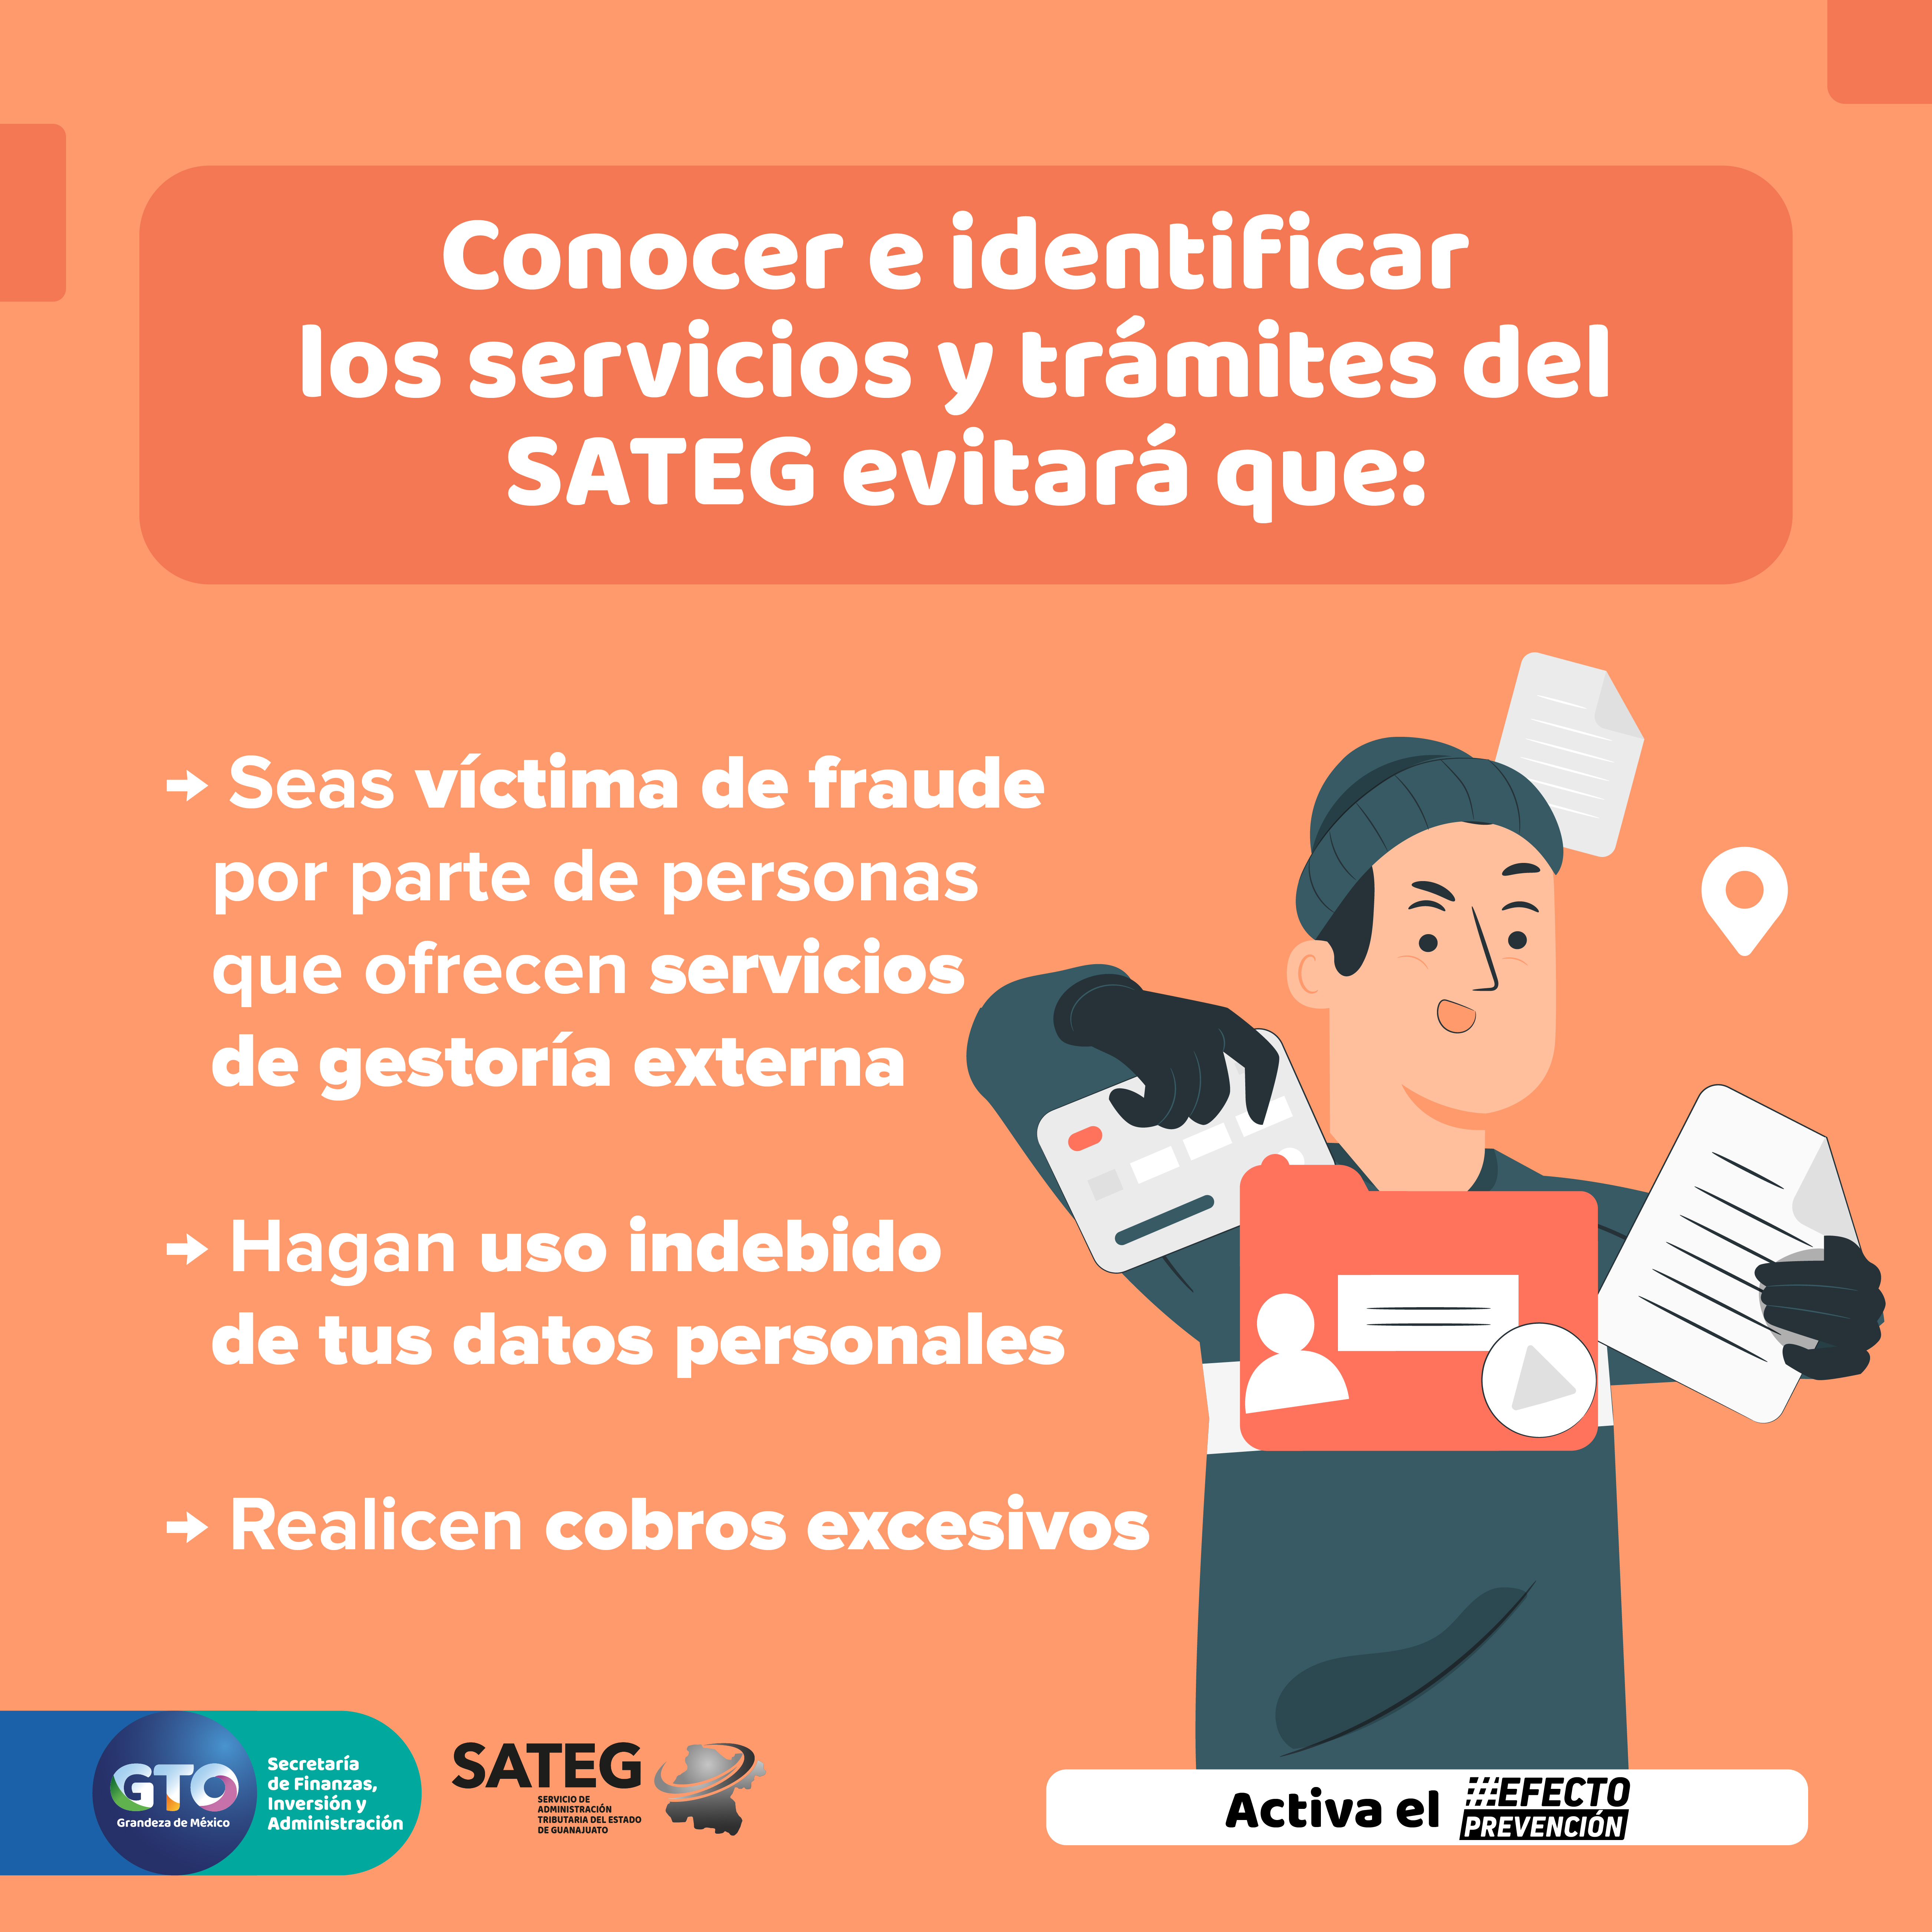 Conocer e identificar
los servicios y trámites del
SATEG evitará que:
Seas víctima de fraude
por parte de personas
que ofrecen servicios
de gestoría externa
Hagan uso indebido
de tus datos personales
Realicen cobros excesivos
GTO
Grandeza de México
Secretaría
de Finanzas,
Inversión y
Administración
SATEG
SERVICIO DE
ADMINISTRACIÓN
TRIBUTARIA DEL ESTADO
DE GUANAJUATO
Activa el
EFECTO
PREVENCIÓN